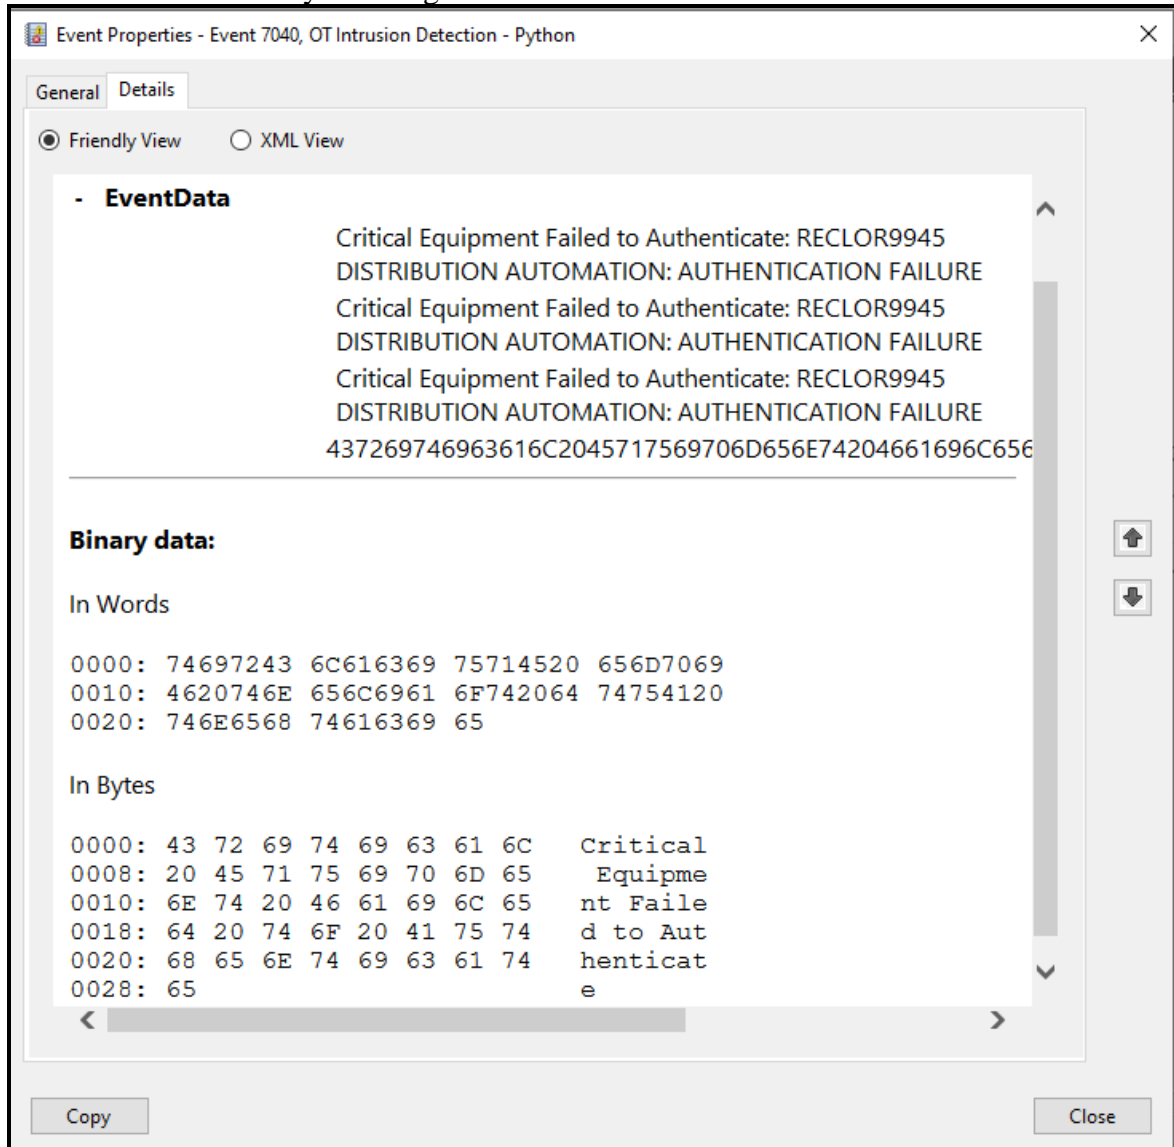 Event Properties - Event 7040, OT Intrusion Detection - Python
General Details
Friendly View XML View
- EventData
Critical Equipment Failed to Authenticate: RECLOR9945
DISTRIBUTION AUTOMATION: AUTHENTICATION FAILURE
Critical Equipment Failed to Authenticate: RECLOR9945
DISTRIBUTION AUTOMATION: AUTHENTICATION FAILURE
Critical Equipment Failed to Authenticate: RECLOR9945
DISTRIBUTION AUTOMATION: AUTHENTICATION FAILURE
437269746963616C2045717569706D656E74204661696C656
Binary data:
In Words
0000: 74697243 6C616369 75714520 656D7069
0010: 4620746E 656C6961 6F742064 74754120
0020: 746E6568 74616369 65
In Bytes
0000: 43 72 69 74 69 63 61 6C Critical
0008: 20 45 71 75 69 70 6D 65 Equipme
0010: 6E 74 20 46 61 69 6C 65 nt Faile
0018: 64 20 74 6F 20 41 75 74 d to Aut
0020: 68 65 6E 74 69 63 61 74 henticat
0028: 65 e
Copy Close